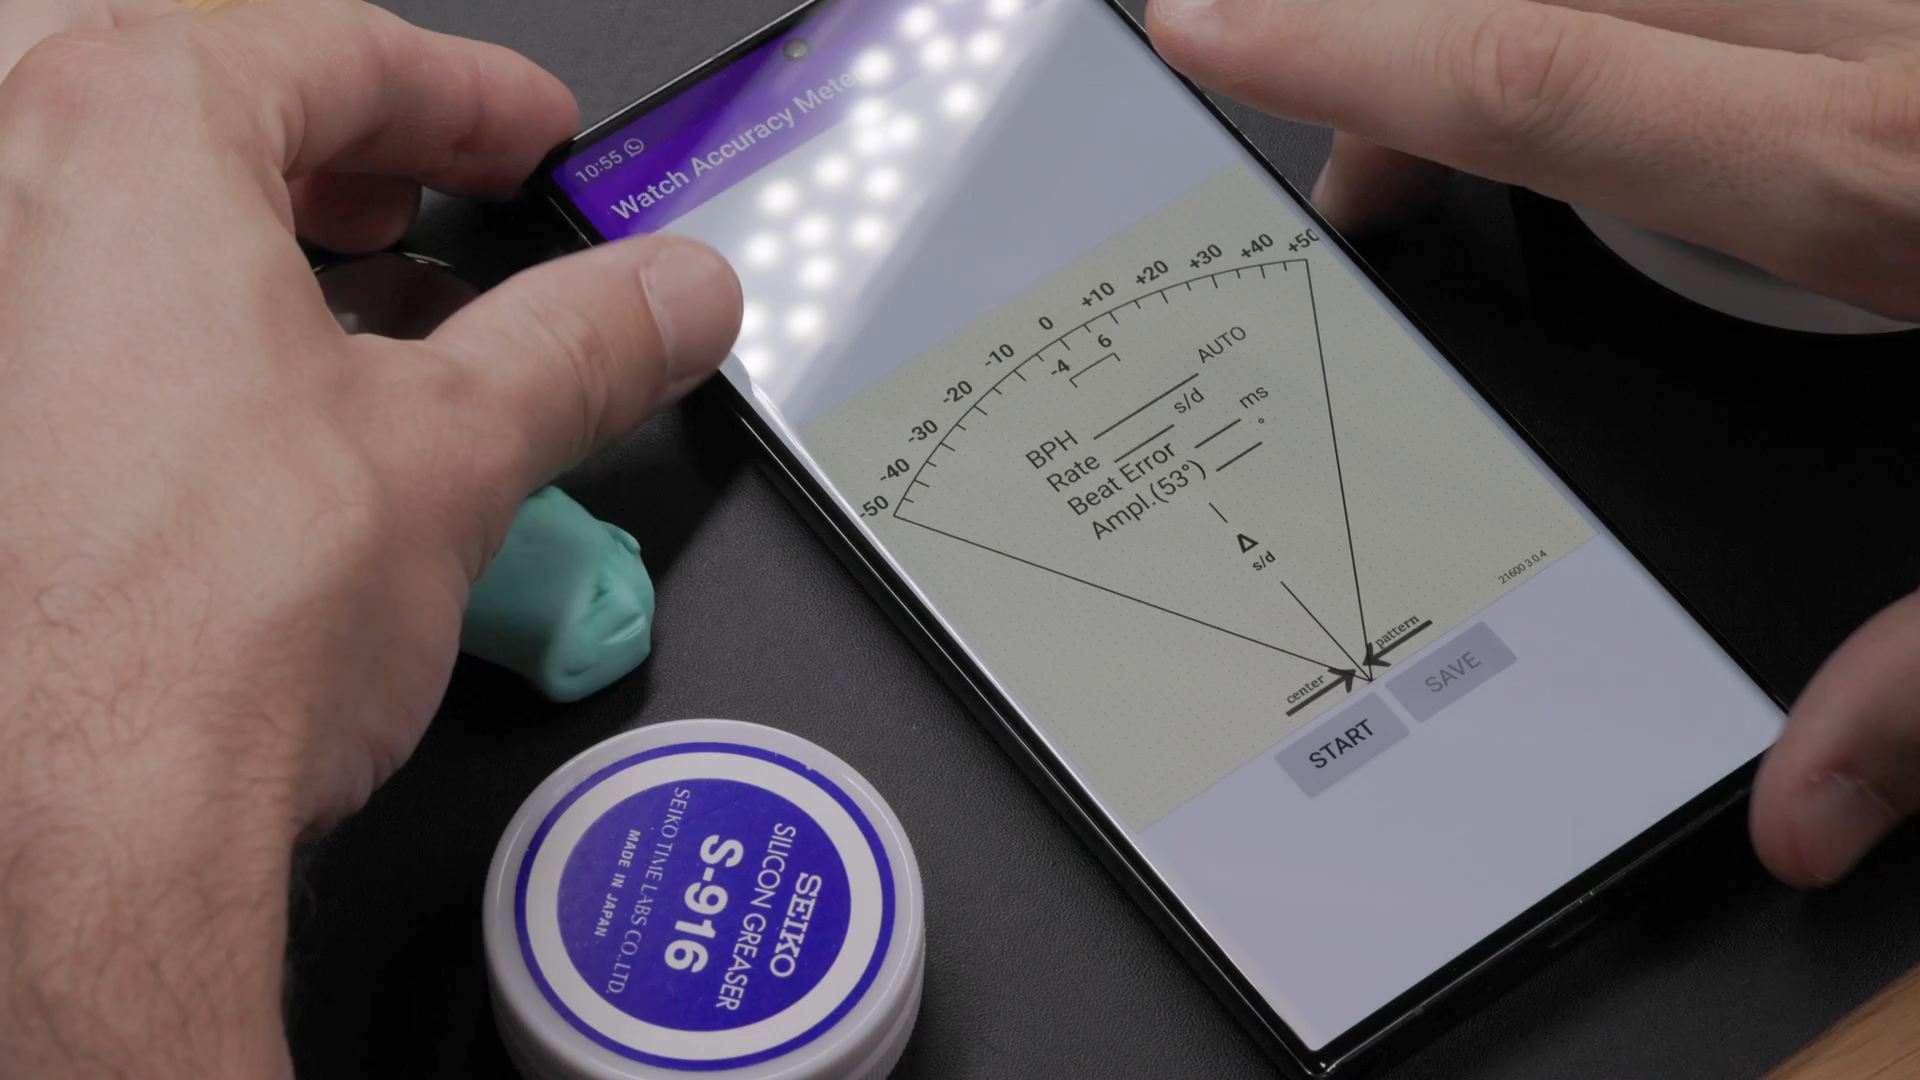 10:55
Watch Accuracy Meter
-50 -40 -30 -20 -10 0 +10 +20 +30 +40 +50
-4 6
BPH AUTO
Rate s/d
Beat Error ms
Ampl.(53°) °
Δ
s/d
21600 3.0.4
center pattern
START SAVE
SEIKO
SILICON GREASER
S-916
SEIKO TIME LABS CO.,LTD.
MADE IN JAPAN.